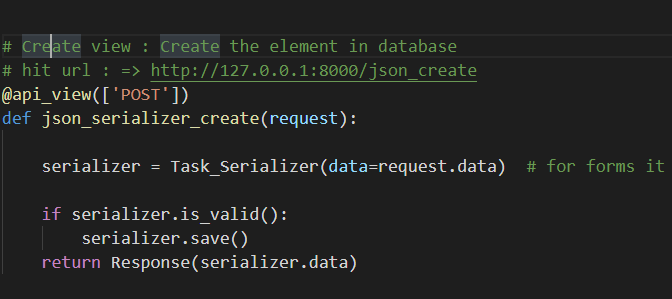 # Create view : Create the element in database
# hit url : => http://127.0.0.1:8000/json_create
@api_view(['POST'])
def json_serializer_create(request):
serializer = Task_Serializer(data=request.data)  # for forms it
if serializer.is_valid():
serializer.save()
return Response(serializer.data)